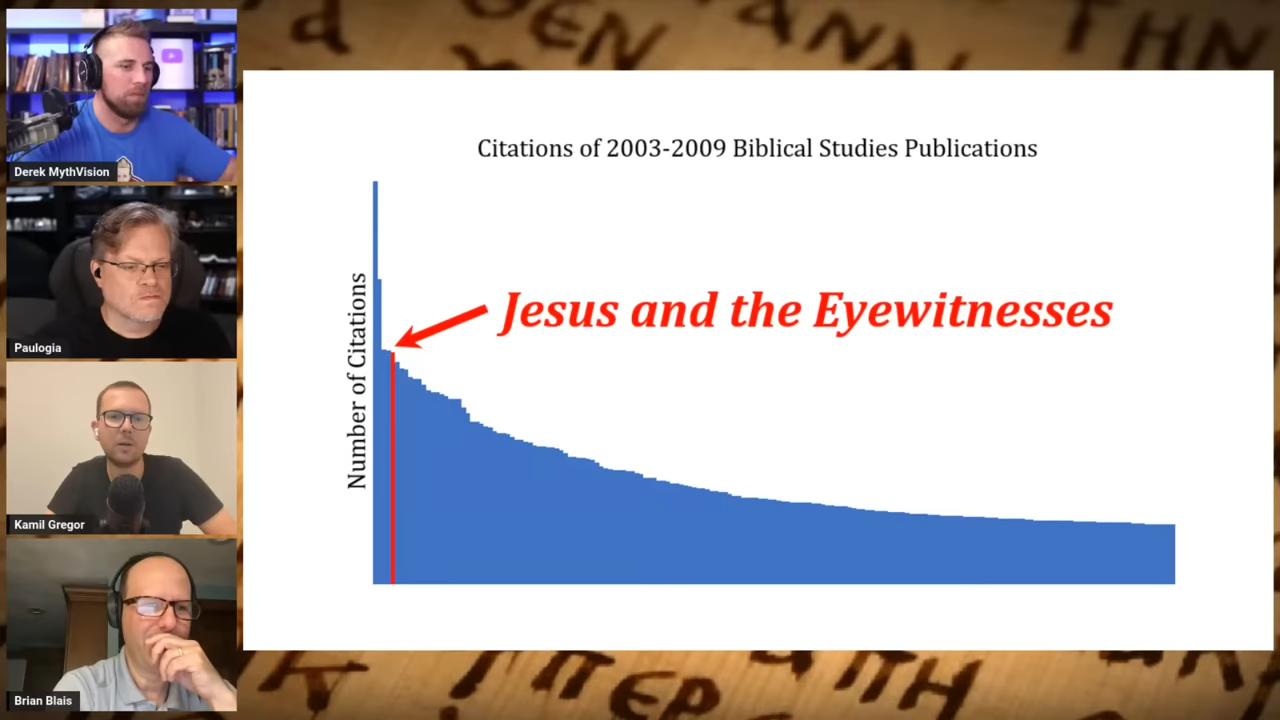 Derek MythVision
Paulogia
Kamil Gregor
Brian Blais
Citations of 2003-2009 Biblical Studies Publications
Number of Citations
Jesus and the Eyewitnesses